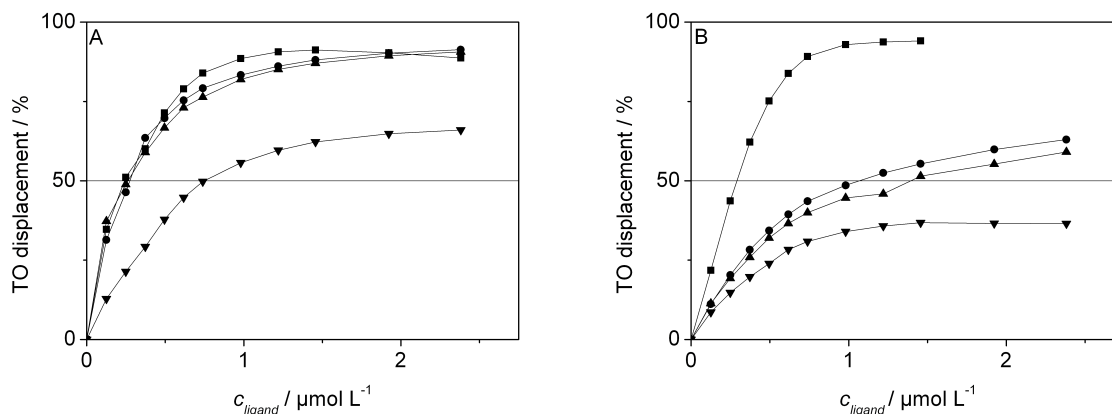 A
100
50
0
TO displacement / %
0 1 2
c_ligand / µmol L⁻¹
B
100
50
0
TO displacement / %
0 1 2
c_ligand / µmol L⁻¹